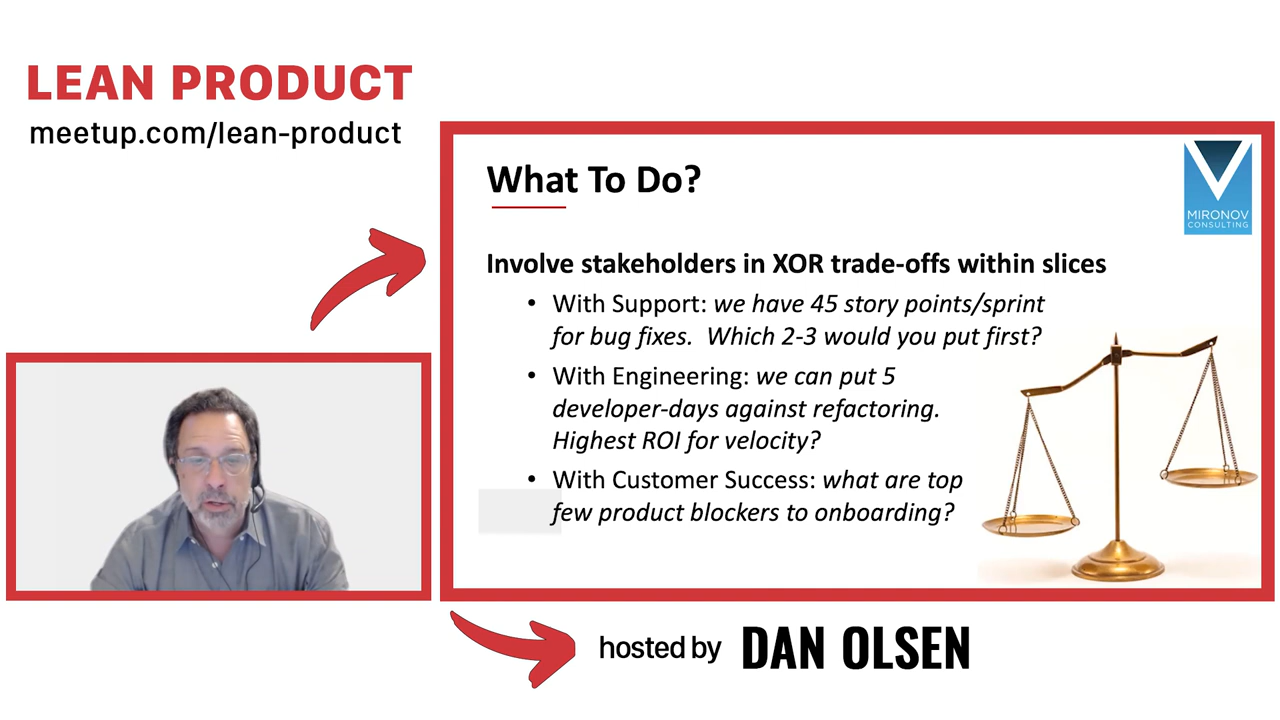 LEAN PRODUCT
meetup.com/lean-product
What To Do?
MIRONOV
CONSULTING
Involve stakeholders in XOR trade-offs within slices
• With Support: we have 45 story points/sprint
for bug fixes.  Which 2-3 would you put first?
• With Engineering: we can put 5
developer-days against refactoring.
Highest ROI for velocity?
• With Customer Success: what are top
few product blockers to onboarding?
hosted by DAN OLSEN